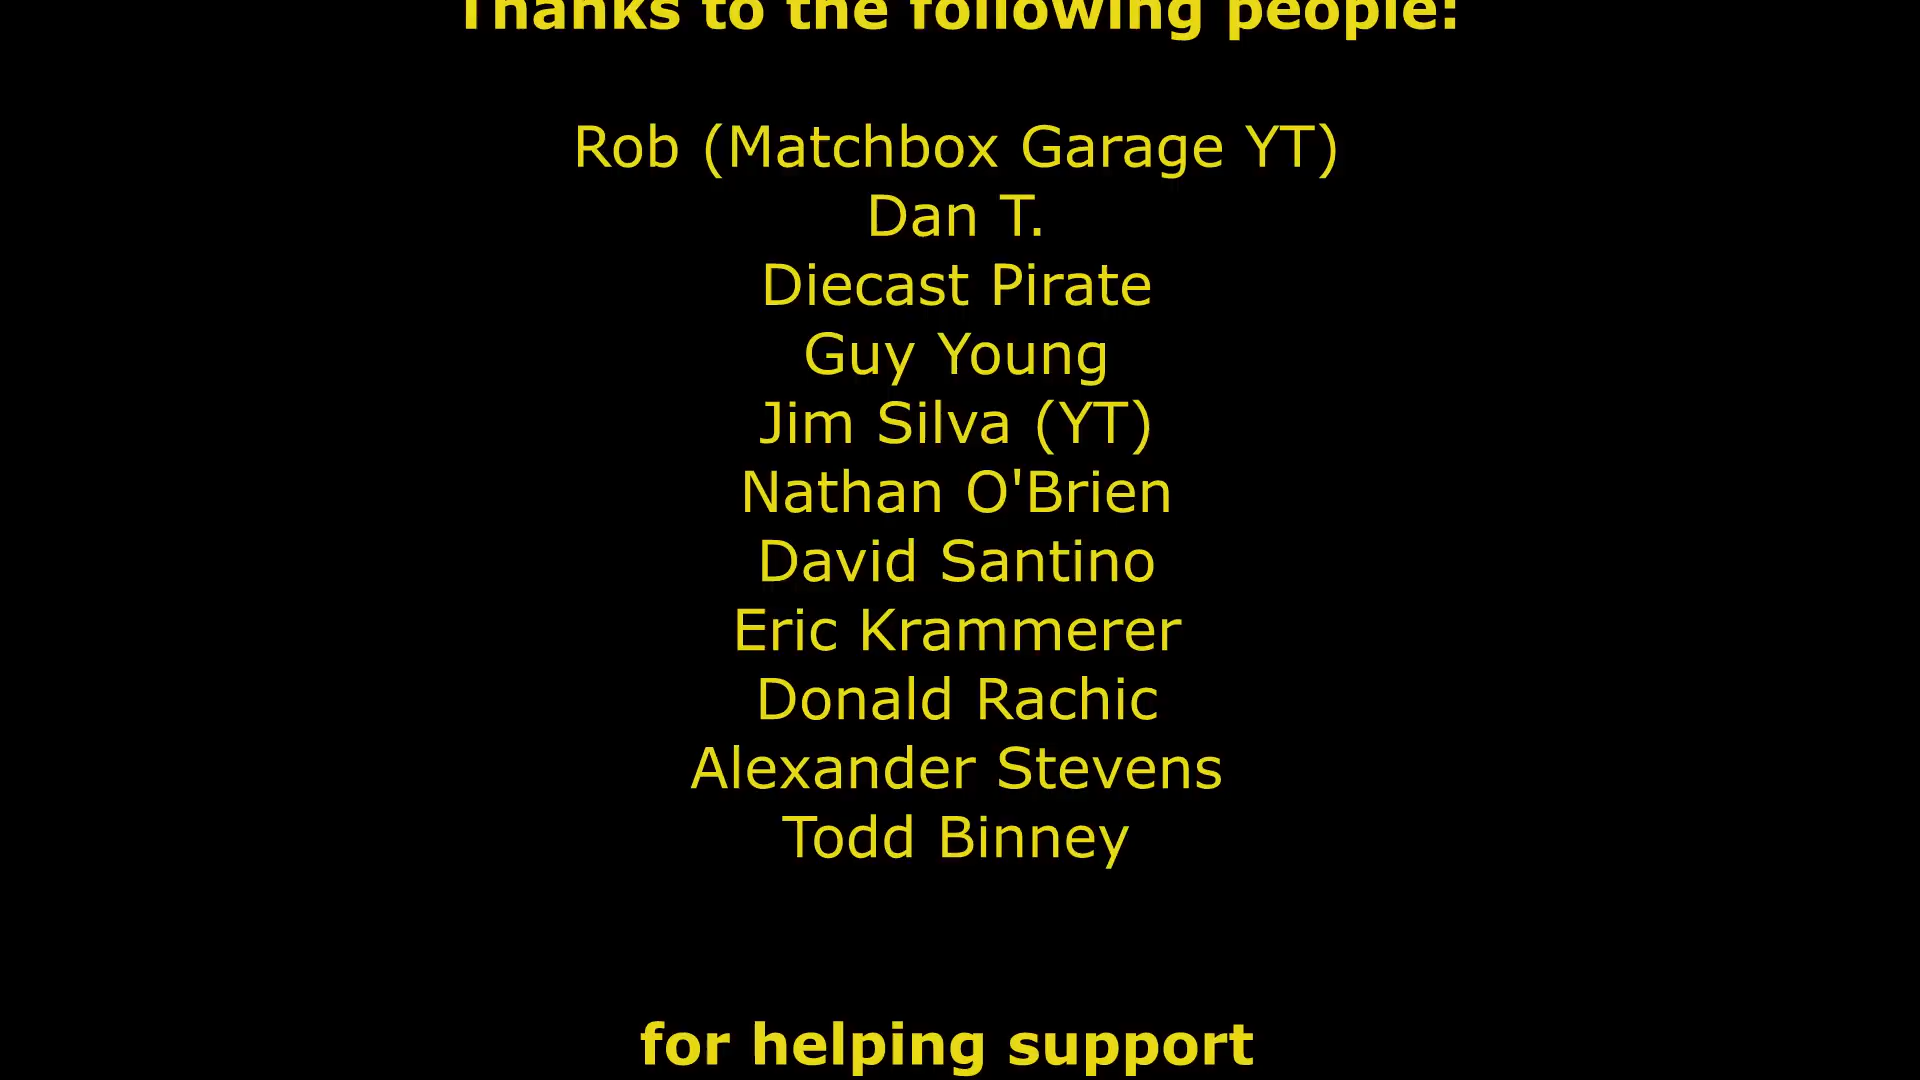 Thanks to the following people:
Rob (Matchbox Garage YT)
Dan T.
Diecast Pirate
Guy Young
Jim Silva (YT)
Nathan O'Brien
David Santino
Eric Krammerer
Donald Rachic
Alexander Stevens
Todd Binney
for helping support